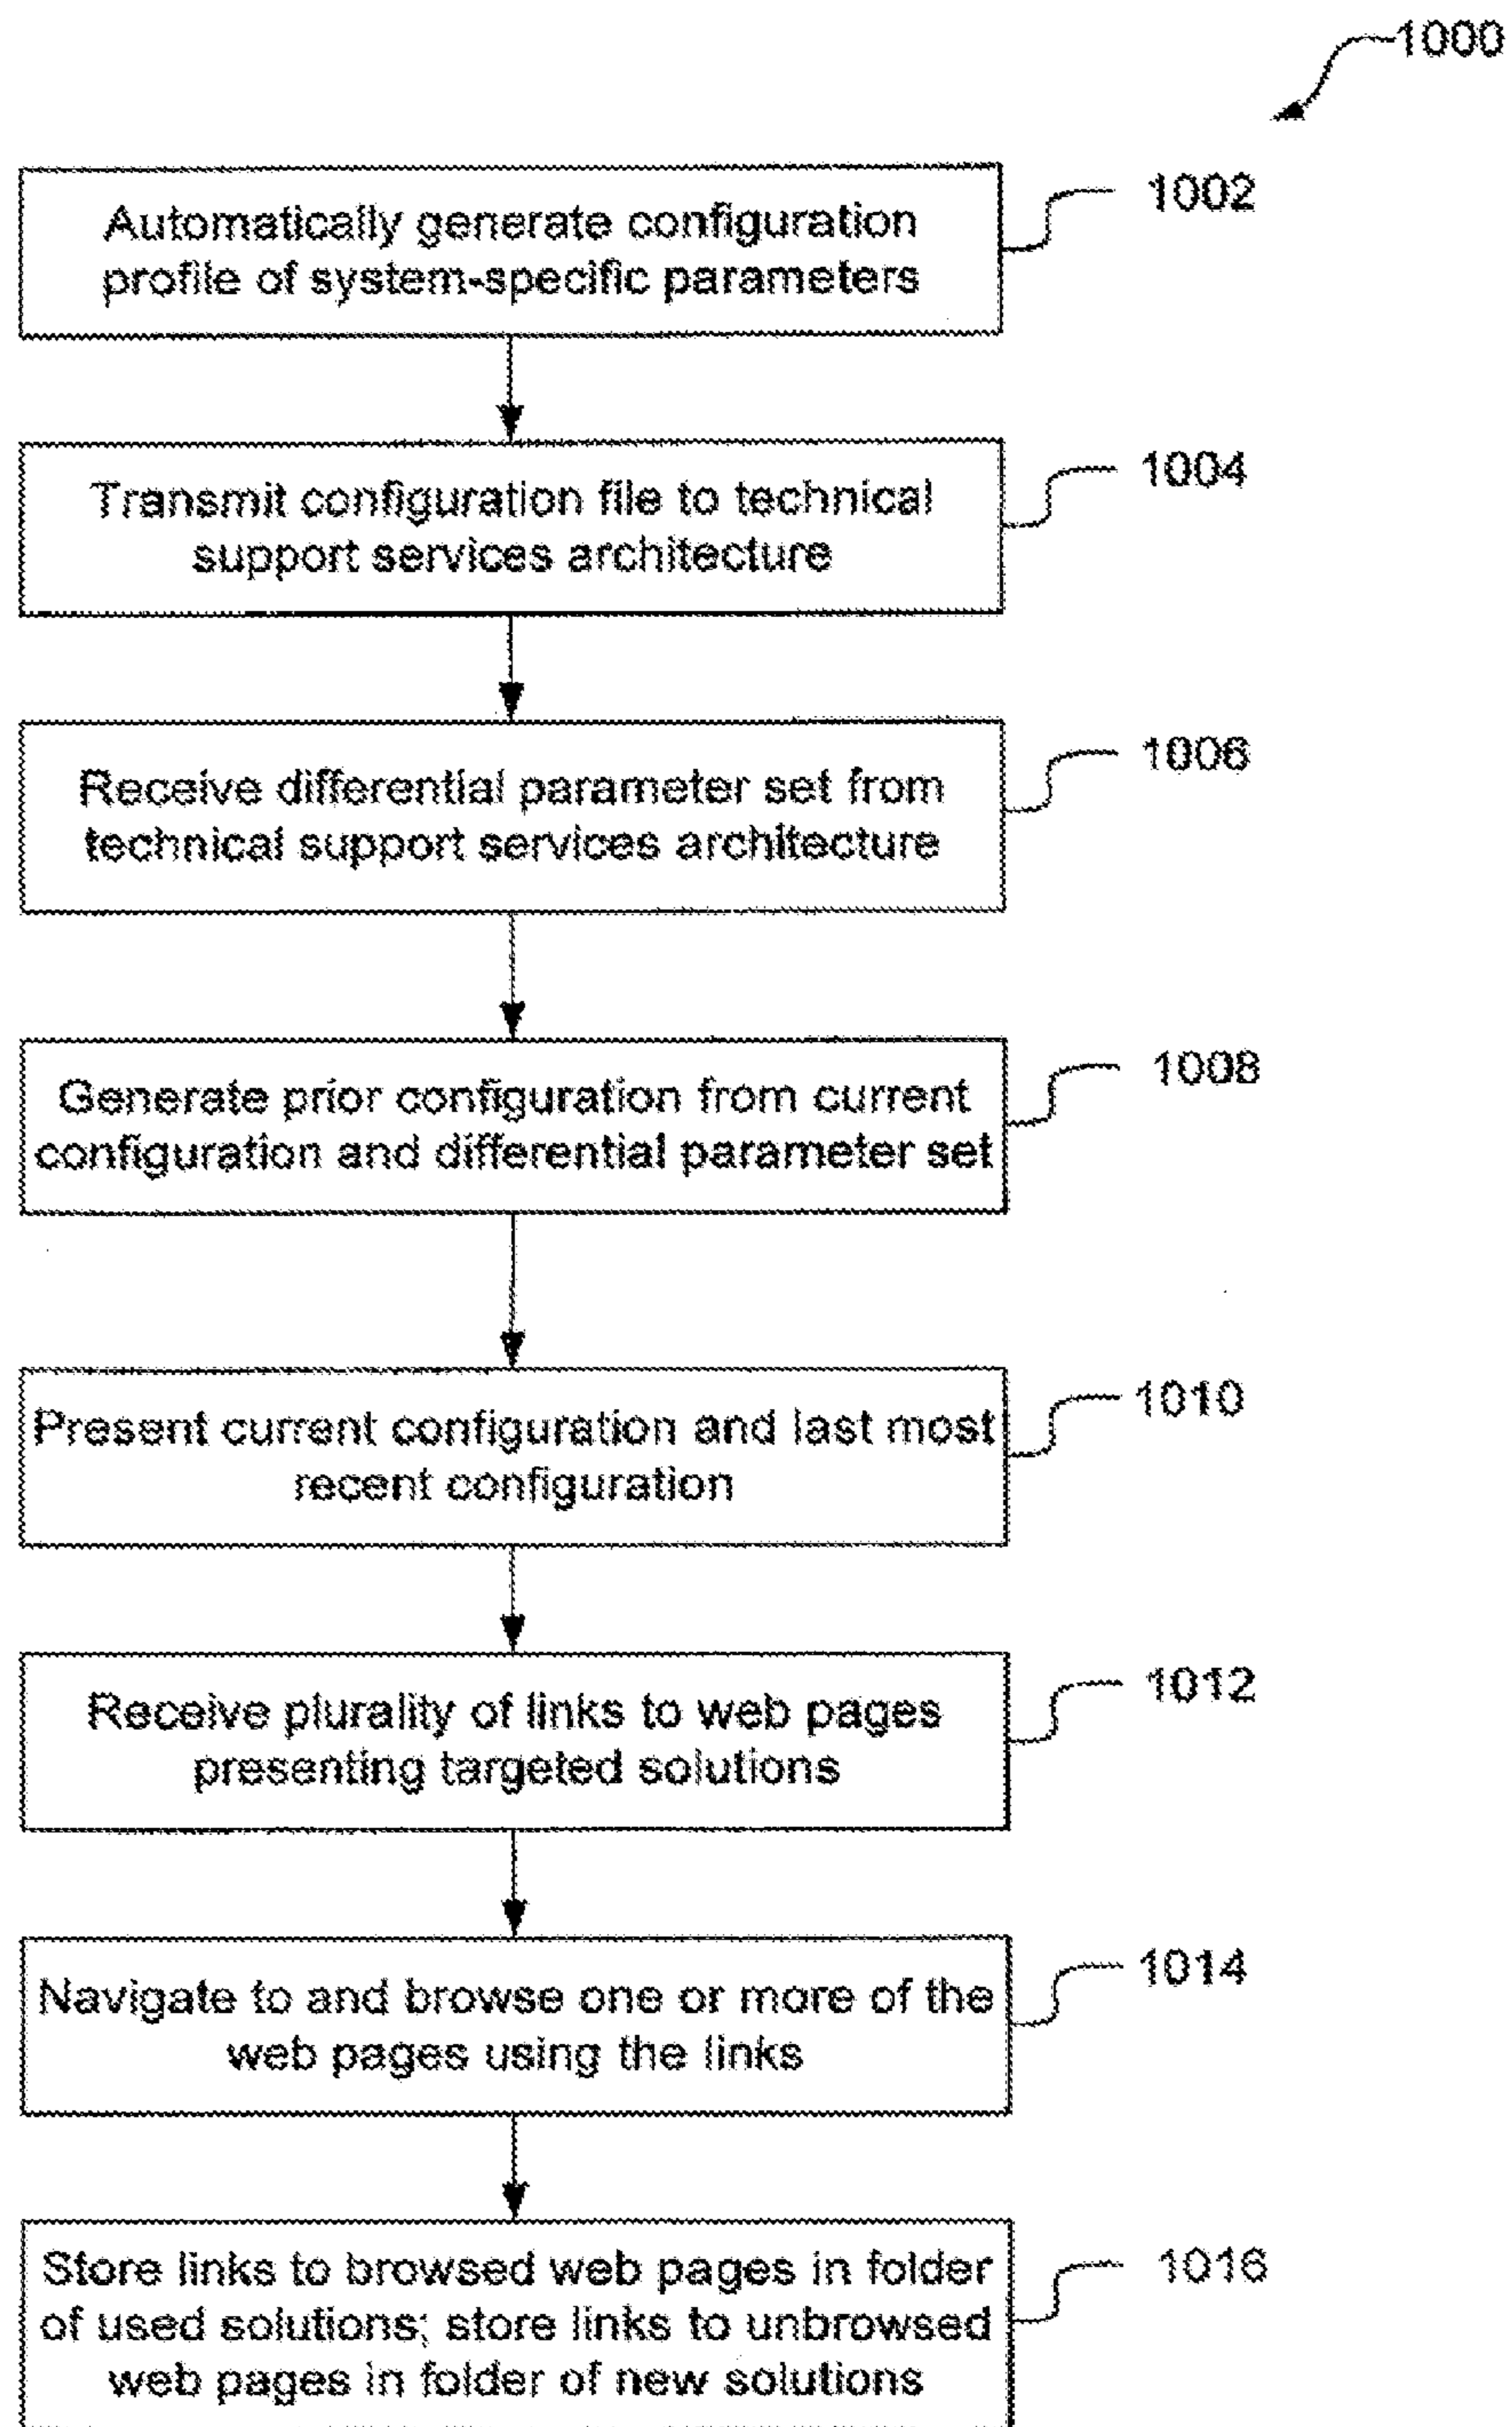 1000
Automatically generate configuration
profile of system-specific parameters
1002
Transmit configuration file to technical
support services architecture
1004
Receive differential parameter set from
technical support services architecture
1006
Generate prior configuration from current
configuration and differential parameter set
1008
Present current configuration and last most
recent configuration
1010
Receive plurality of links to web pages
presenting targeted solutions
1012
Navigate to and browse one or more of the
web pages using the links
1014
Store links to browsed web pages in folder
of used solutions; store links to unbrowsed
web pages in folder of new solutions
1016